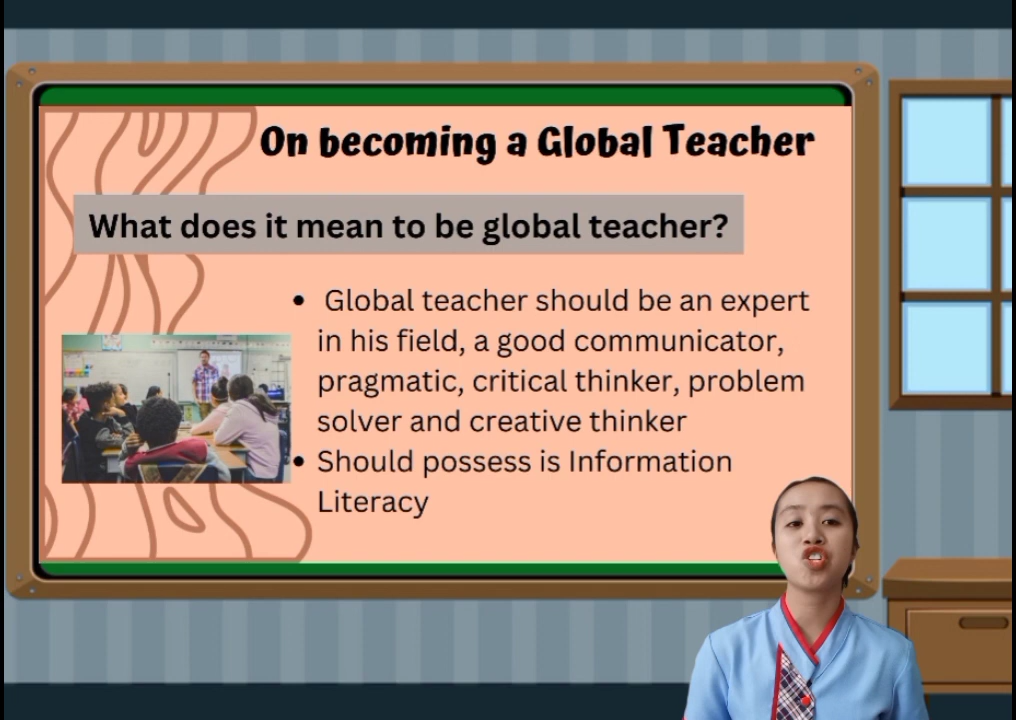 On becoming a Global Teacher
What does it mean to be global teacher?
• Global teacher should be an expert
in his field, a good communicator,
pragmatic, critical thinker, problem
solver and creative thinker
• Should possess is Information
Literacy